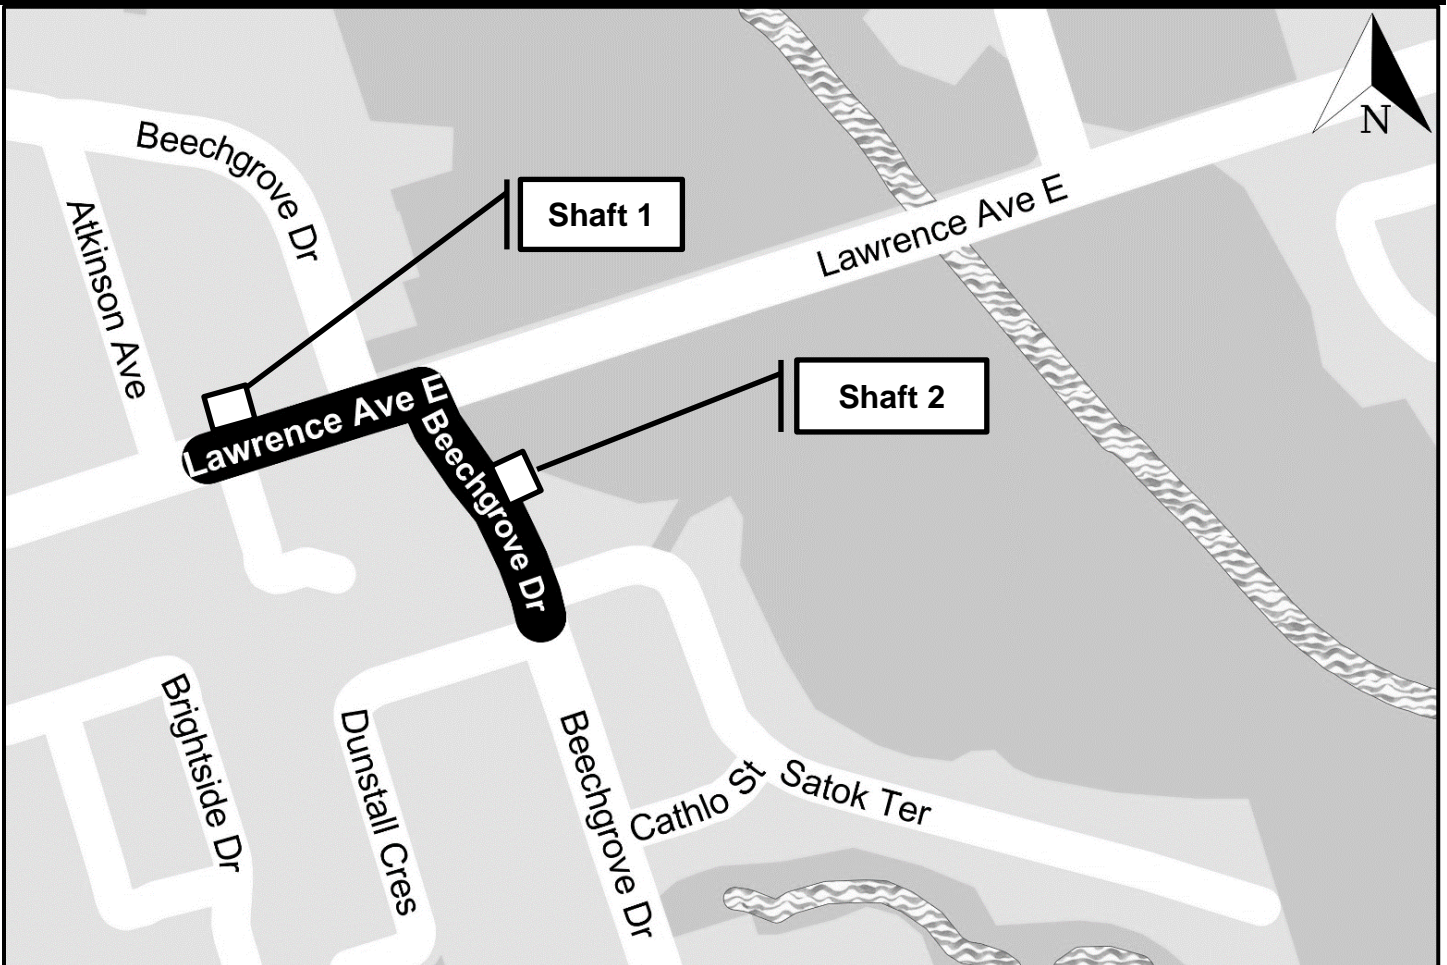 N
Beechgrove Dr
Atkinson Ave
Shaft 1
Lawrence Ave E
Shaft 2
Lawrence Ave E
Beechgrove Dr
Brightside Dr
Dunstall Cres
Beechgrove Dr
Cathlo St
Satok Ter